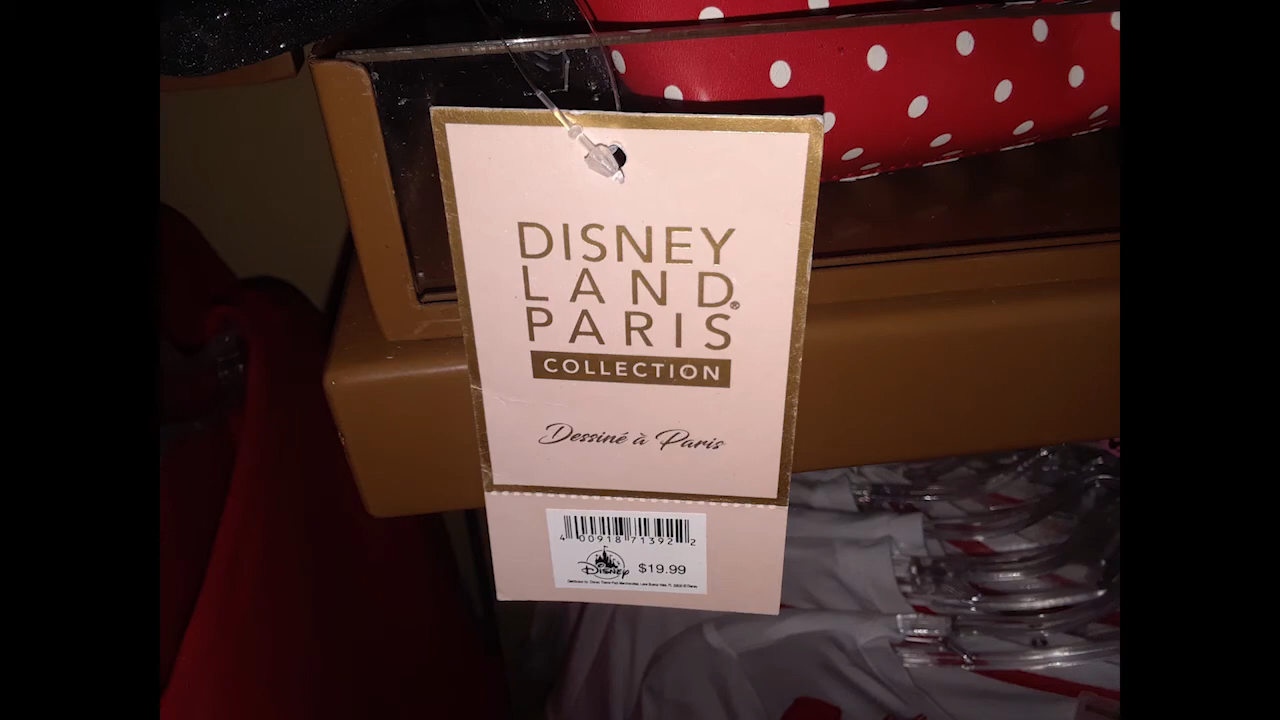 DISNEY
LAND®
PARIS
COLLECTION
Dessiné à Paris
4 00918 71392 2
Disney
$19.99